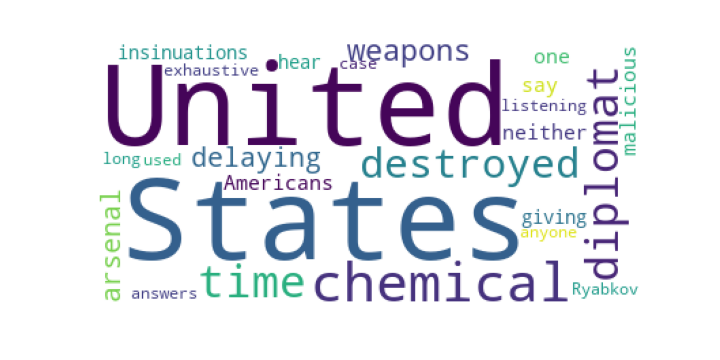 insinuations
hear
weapons
one
exhaustive
case
say
malicious
United
listening
neither
diplomat
long
used
delaying
destroyed
Americans
States
arsenal
giving
anyone
time
chemical
answers
Ryabkov